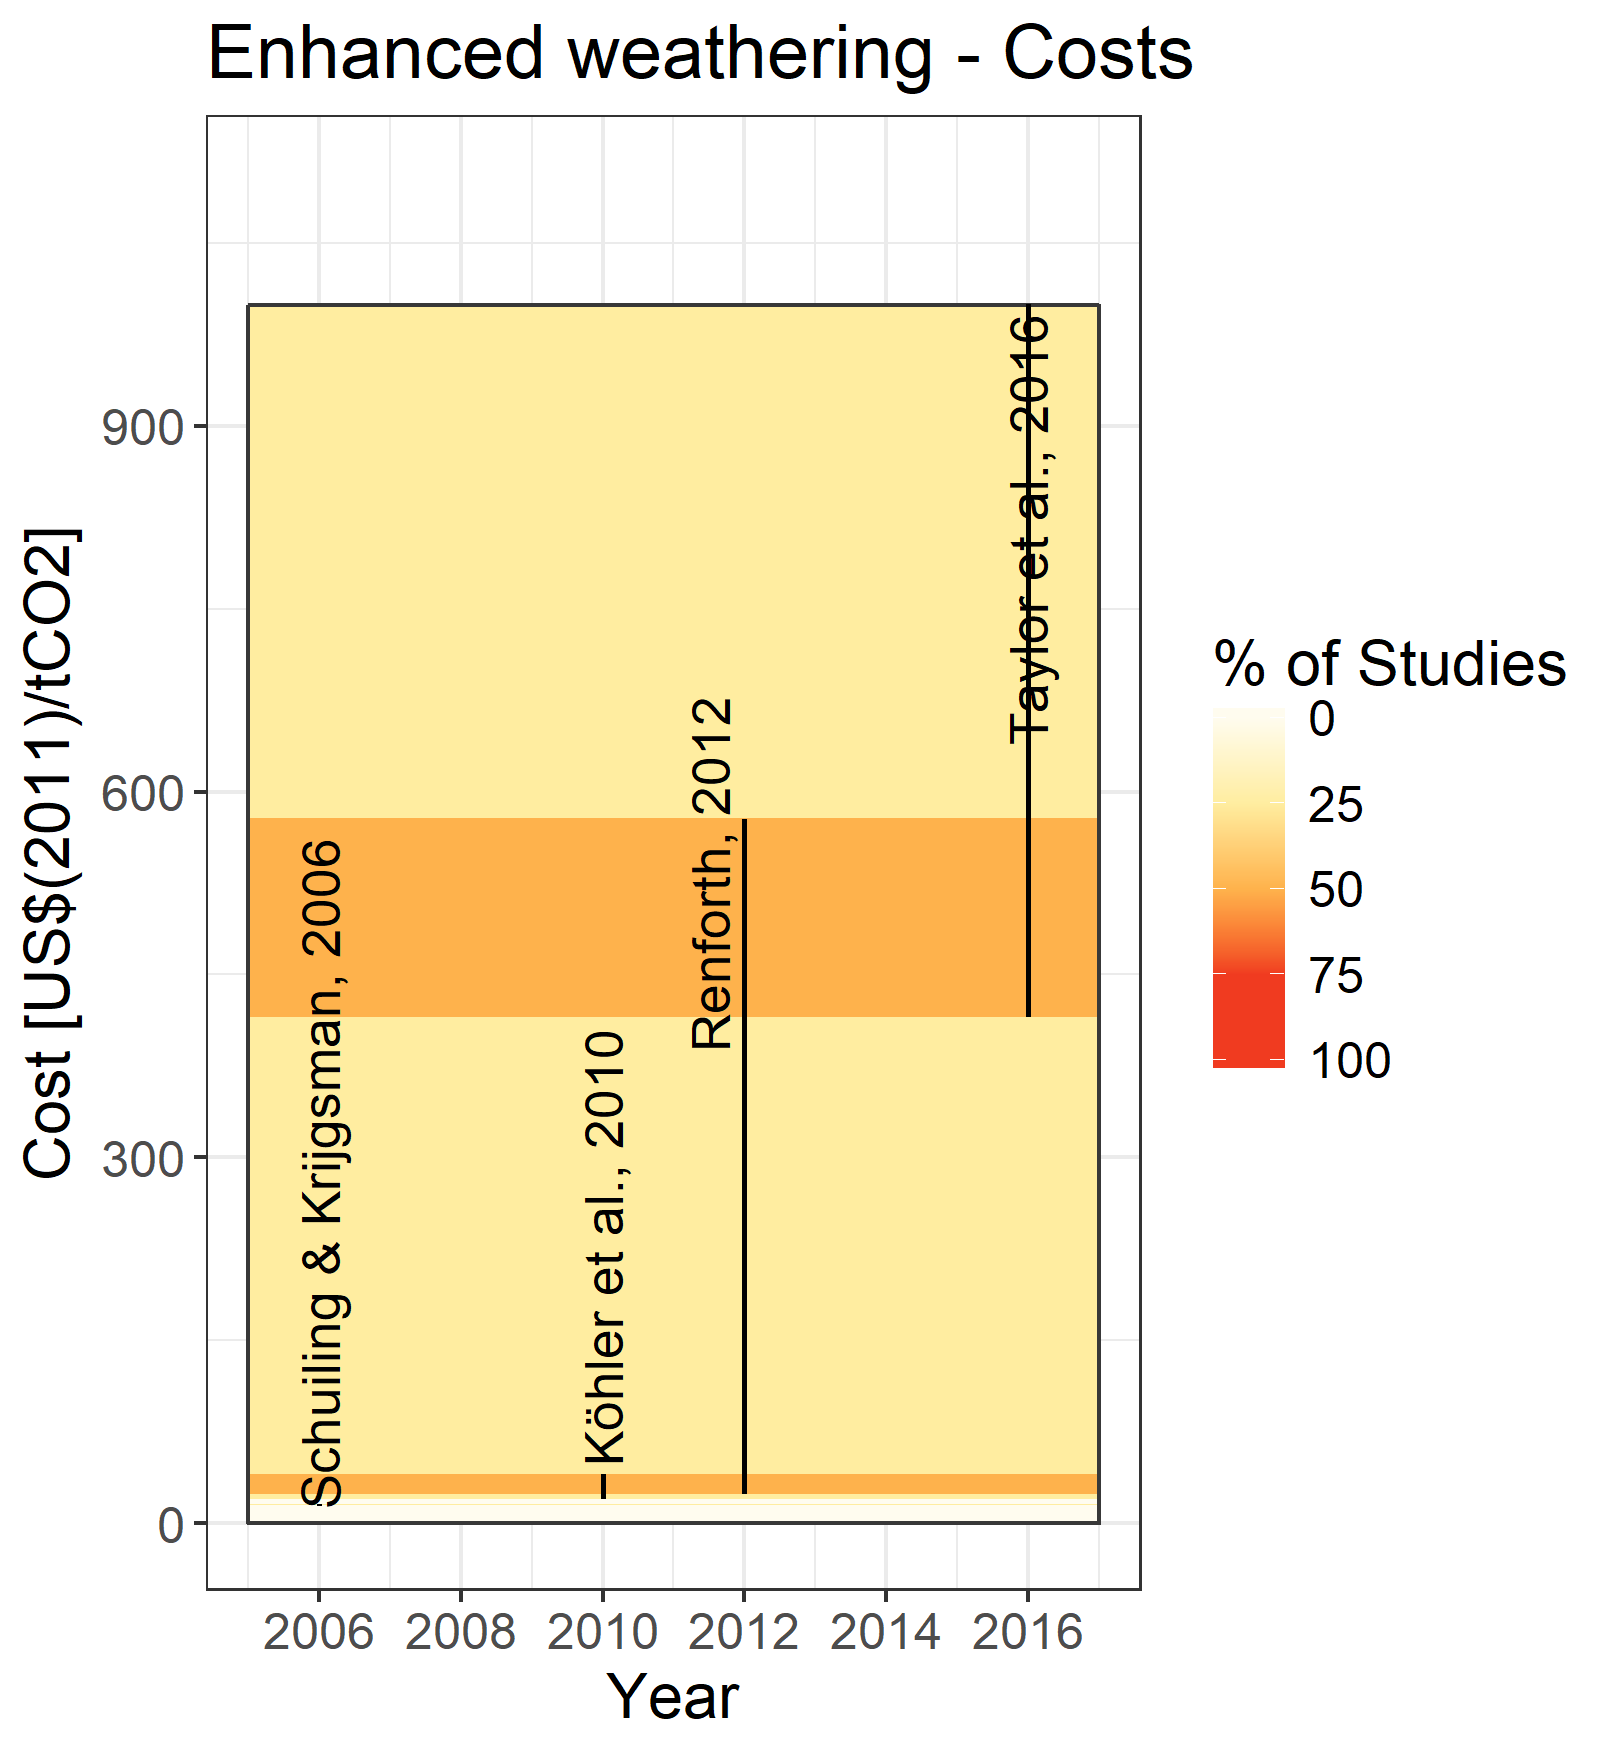 Enhanced weathering - Costs
Cost [US$(2011)/tCO2]
900
600
300
0
Schuiling & Krijgsman, 2006
Köhler et al., 2010
Renforth, 2012
Taylor et al., 2016
2006 2008 2010 2012 2014 2016
Year
% of Studies
0
25
50
75
100